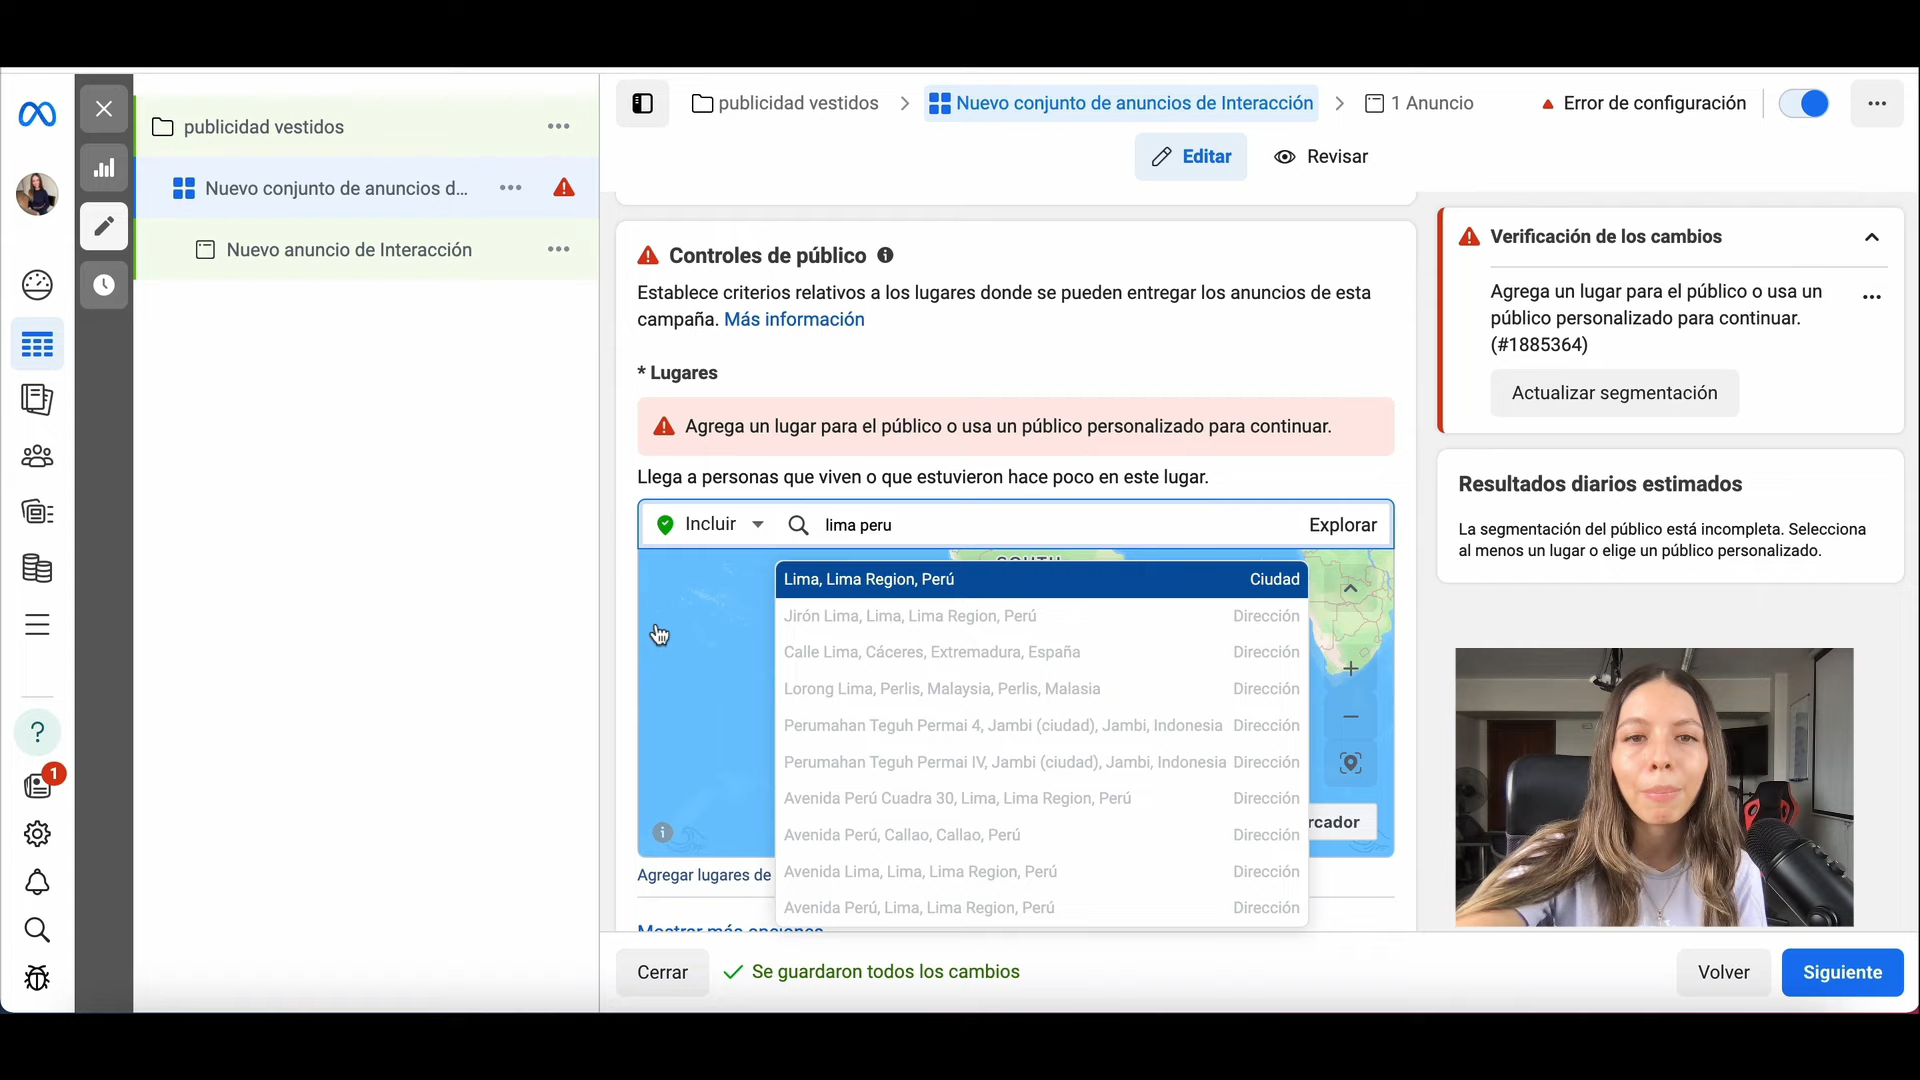 publicidad vestidos
Nuevo conjunto de anuncios d...
Nuevo anuncio de Interacción
1
publicidad vestidos
Nuevo conjunto de anuncios de Interacción
1 Anuncio
Error de configuración
Editar
Revisar
Controles de público
Establece criterios relativos a los lugares donde se pueden entregar los anuncios de esta
campaña. Más información
* Lugares
Agrega un lugar para el público o usa un público personalizado para continuar.
Llega a personas que viven o que estuvieron hace poco en este lugar.
Incluir
lima peru
Explorar
Lima, Lima Region, Perú Ciudad
Jirón Lima, Lima, Lima Region, Perú Dirección
Calle Lima, Cáceres, Extremadura, España Dirección
Lorong Lima, Perlis, Malaysia, Perlis, Malasia Dirección
Perumahan Teguh Permai 4, Jambi (ciudad), Jambi, Indonesia Dirección
Perumahan Teguh Permai IV, Jambi (ciudad), Jambi, Indonesia Dirección
Avenida Perú Cuadra 30, Lima, Lima Region, Perú Dirección
Avenida Perú, Callao, Callao, Perú Dirección
Avenida Lima, Lima, Lima Region, Perú Dirección
Avenida Perú, Lima, Lima Region, Perú Dirección
rcador
Agregar lugares de
Mostrar más opciones
Cerrar
Se guardaron todos los cambios
Volver
Siguiente
Verificación de los cambios
Agrega un lugar para el público o usa un
público personalizado para continuar.
(#1885364)
Actualizar segmentación
Resultados diarios estimados
La segmentación del público está incompleta. Selecciona
al menos un lugar o elige un público personalizado.